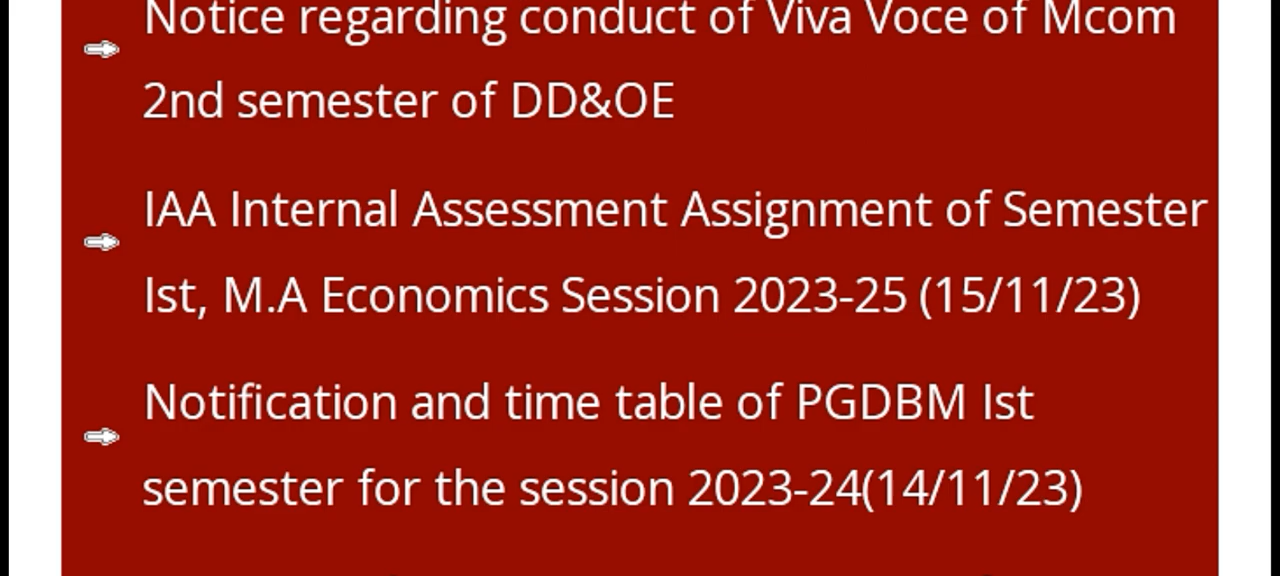 Notice regarding conduct of Viva Voce of Mcom
2nd semester of DD&OE
IAA Internal Assessment Assignment of Semester
Ist, M.A Economics Session 2023-25 (15/11/23)
Notification and time table of PGDBM Ist
semester for the session 2023-24(14/11/23)